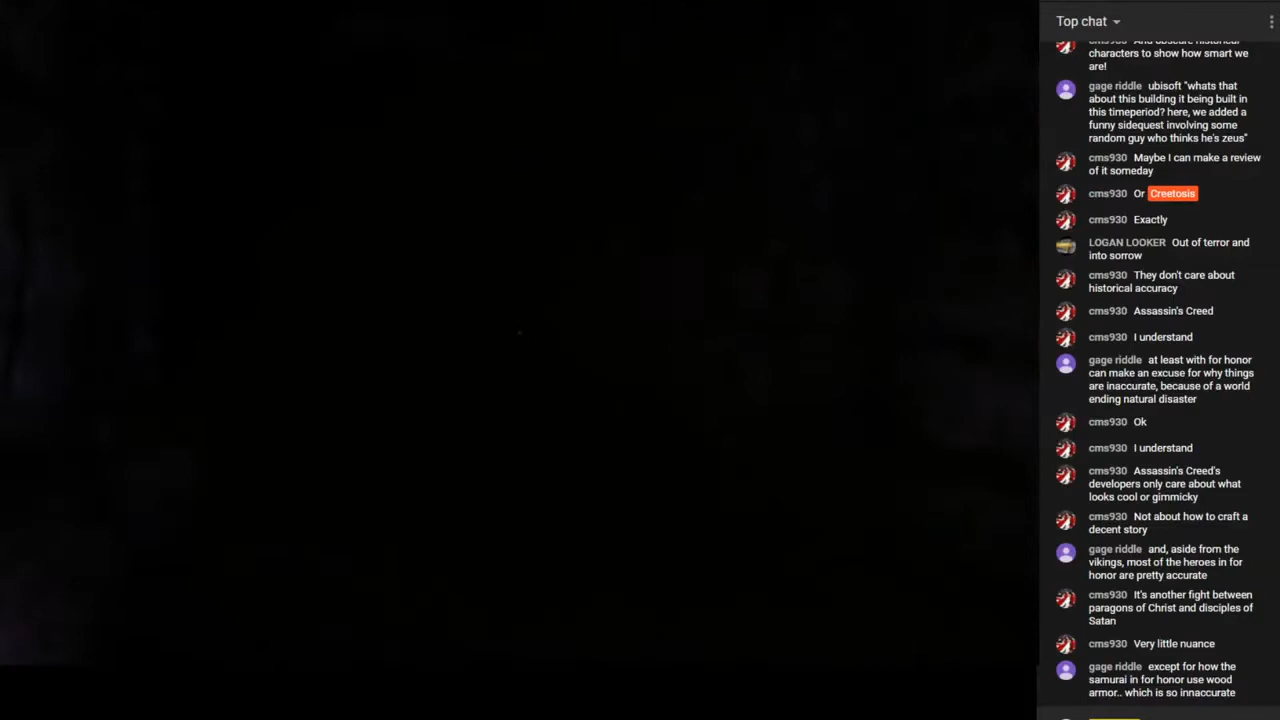 Top chat
cms930 And obscure historical
characters to show how smart we
are!
gage riddle ubisoft "whats that
about this building it being built in
this timeperiod? here, we added a
funny sidequest involving some
random guy who thinks he's zeus"
cms930 Maybe I can make a review
of it someday
cms930 Or Creetosis
cms930 Exactly
LOGAN LOOKER Out of terror and
into sorrow
cms930 They don't care about
historical accuracy
cms930 Assassin's Creed
cms930 I understand
gage riddle at least with for honor
can make an excuse for why things
are inaccurate, because of a world
ending natural disaster
cms930 Ok
cms930 I understand
cms930 Assassin's Creed's
developers only care about what
looks cool or gimmicky
cms930 Not about how to craft a
decent story
gage riddle and, aside from the
vikings, most of the heroes in for
honor are pretty accurate
cms930 It's another fight between
paragons of Christ and disciples of
Satan
cms930 Very little nuance
gage riddle except for how the
samurai in for honor use wood
armor.. which is so innaccurate